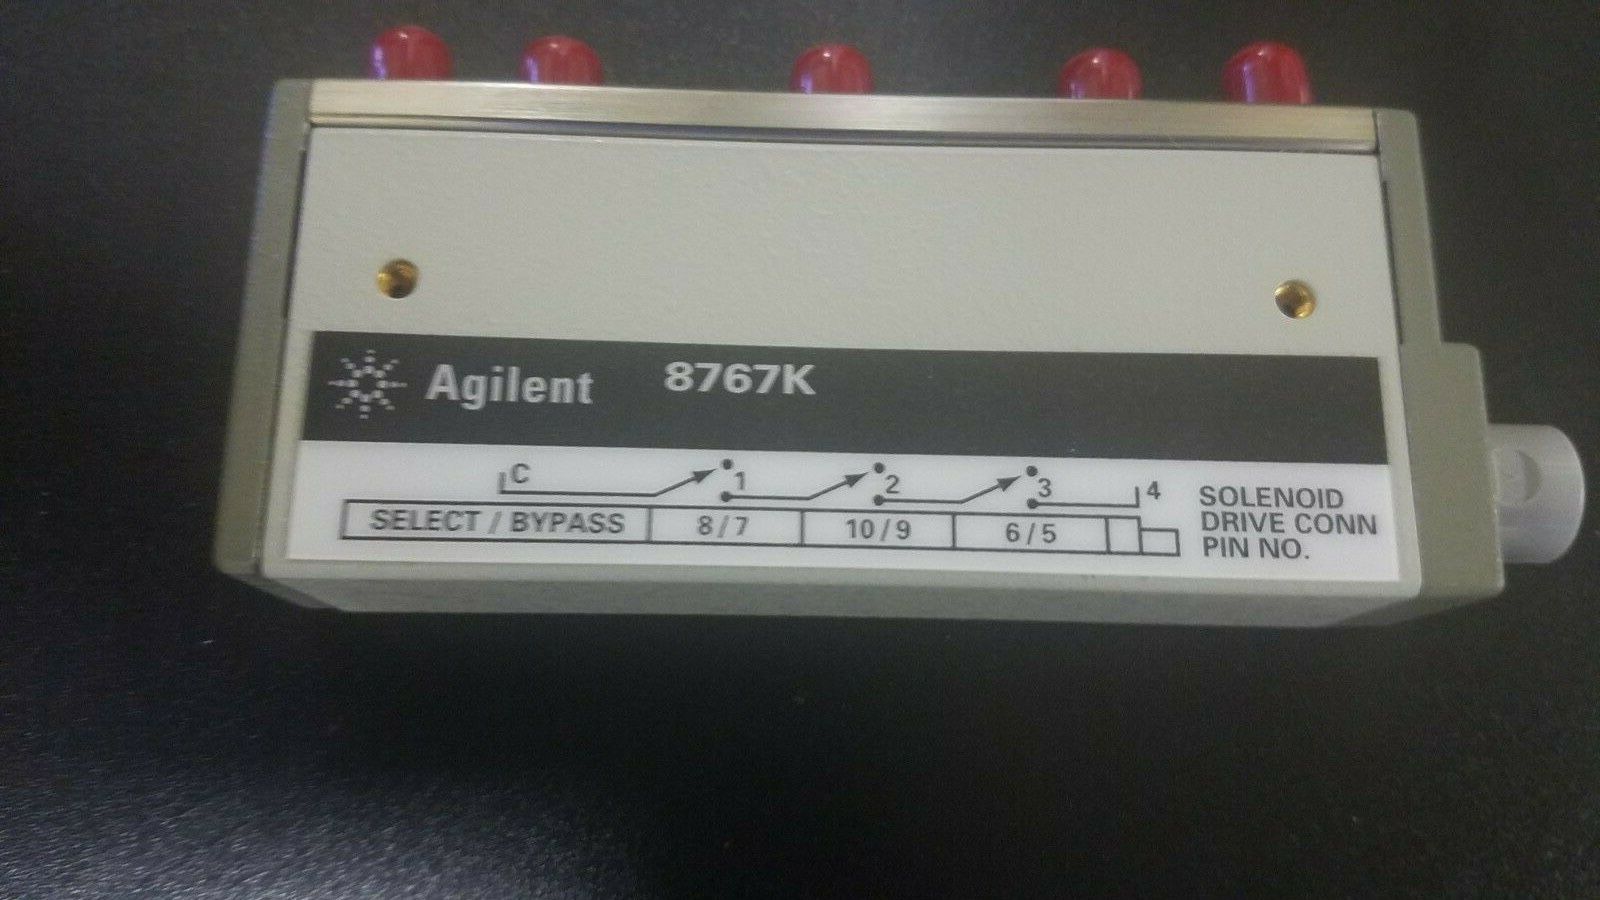 Agilent 8767K
C 1 2 3 4
SELECT / BYPASS 8 / 7 10 / 9 6 / 5
SOLENOID
DRIVE CONN
PIN NO.